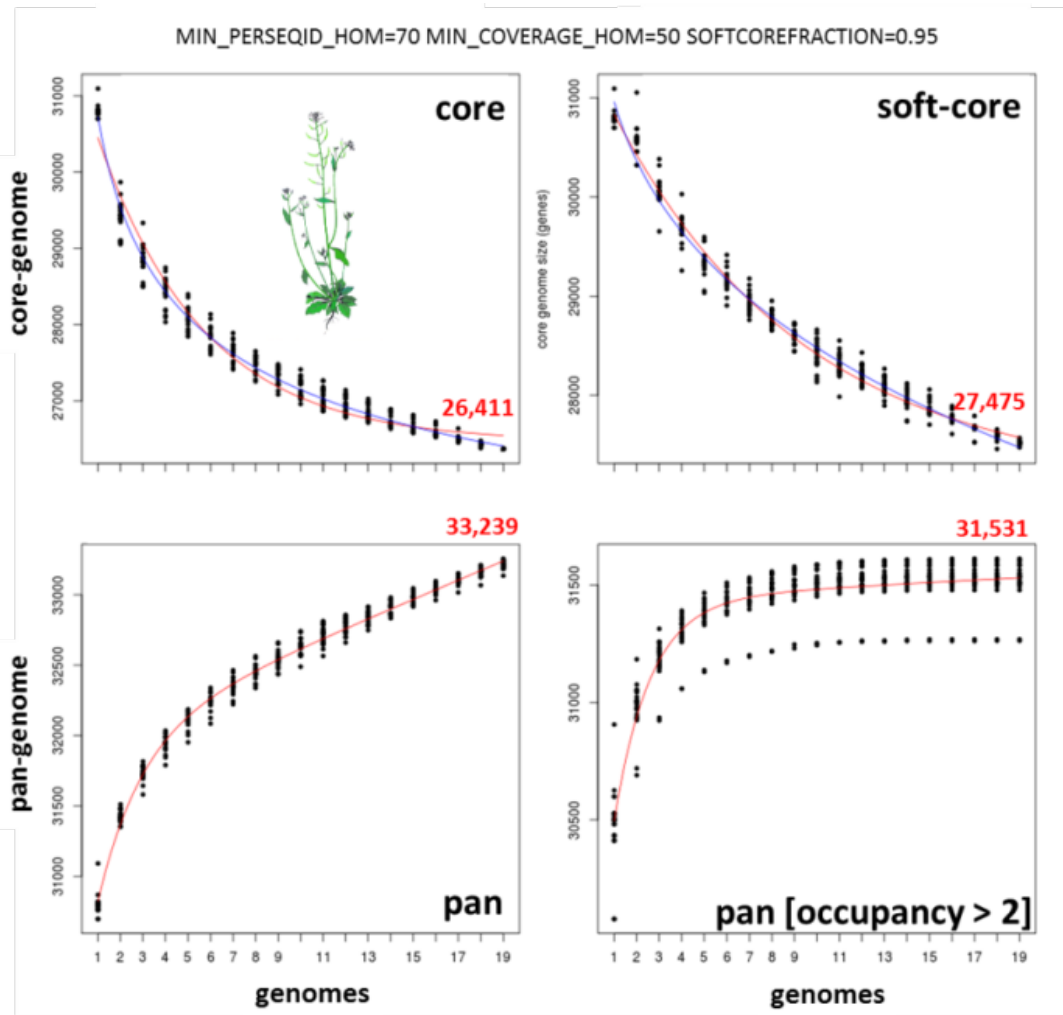 MIN_PERSEQID_HOM=70 MIN_COVERAGE_HOM=50 SOFTCOREFRACTION=0.95
core
soft-core
core-genome
31000
30000
29000
28000
27000
26,411
core genome size (genes)
31000
30000
29000
28000
27,475
33,239
31,531
pan-genome
33000
32500
32000
31500
31000
pan
31500
31000
30500
pan [occupancy > 2]
1 2 3 4 5 6 7 8 9 11 13 15 17 19
1 2 3 4 5 6 7 8 9 11 13 15 17 19
genomes
genomes